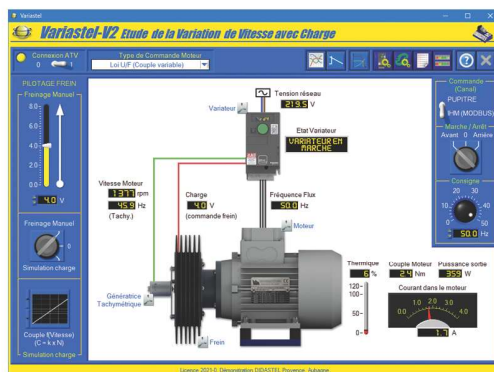 Variastel
Variastel-V2 Etude de la Variation de Vitesse avec Charge
Connexion ATV
0 I
Type de Commande Moteur
Loi U/F (Couple variable)
PILOTAGE FREIN
Freinage Manuel
8.0
6.0
4.0
2.0
0.0
4.0 V
Freinage Manuel
0
Simulation charge
Couple f(Vitesse)
(C ~ k x N)
Simulation charge
Tension réseau
219.5 V
Variateur
Etat Variateur
VARIATEUR EN
MARCHE
Vitesse Moteur
1377 rpm
45.9 Hz
(Tachy.)
Charge
4.0 V
(commande frein)
Fréquence Flux
50.0 Hz
Moteur
Génératrice
Tachymétrique
Frein
Commande
(Canal)
PUPITRE
IHM (MODBUS)
Marche / Arrêt
Avant 0 Arrière
Consigne
20 30
10 40
0 50
50.0 Hz
Thermique
6 %
120
100
50
0
Couple Moteur
2.4 Nm
Puissance sortie
359 W
Courant dans le moteur
0.0 1.0 2.0 3.0 4.0
1.7 A
Licence 2021-0, Démonstration DIDASTEL Provence, Aubagne